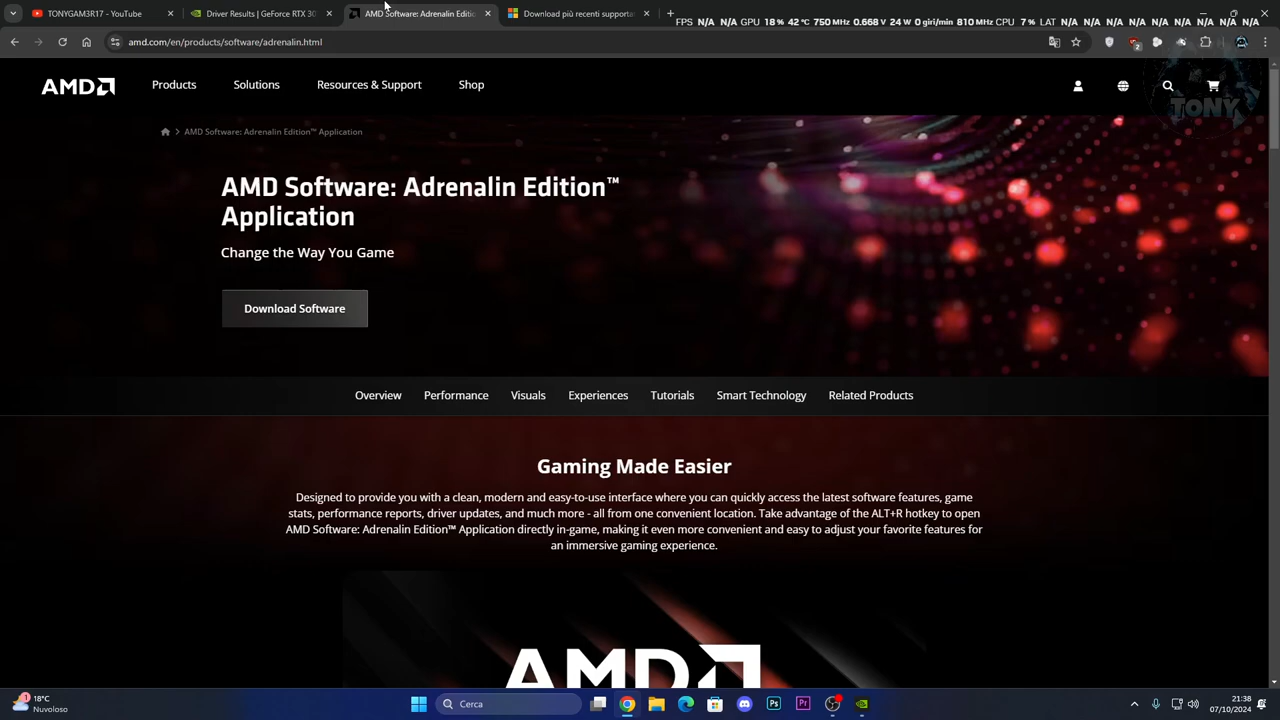 TONYGAM3R17 - YouTube
Driver Results | GeForce RTX 30
AMD Software: Adrenalin Editio
Download più recenti supporta
FPS N/A N/A GPU 18 % 42 °C 750 MHz 0.668 V 24 W 0 giri/min 810 MHz CPU 7 % N/A N/A LAT N/A N/A N/A N/A N/A
amd.com/en/products/software/adrenalin.html
2
AMD
Products
Solutions
Resources & Support
Shop
TONY
AMD Software: Adrenalin Edition™ Application
AMD Software: Adrenalin Edition™
Application
Change the Way You Game
Download Software
Overview
Performance
Visuals
Experiences
Tutorials
Smart Technology
Related Products
Gaming Made Easier
Designed to provide you with a clean, modern and easy-to-use interface where you can quickly access the latest software features, game
stats, performance reports, driver updates, and much more - all from one convenient location. Take advantage of the ALT+R hotkey to open
AMD Software: Adrenalin Edition™ Application directly in-game, making it even more convenient and easy to adjust your favorite features for
an immersive gaming experience.
AMD
1
18°C
Nuvoloso
Cerca
Ps
Pr
21:38
07/10/2024